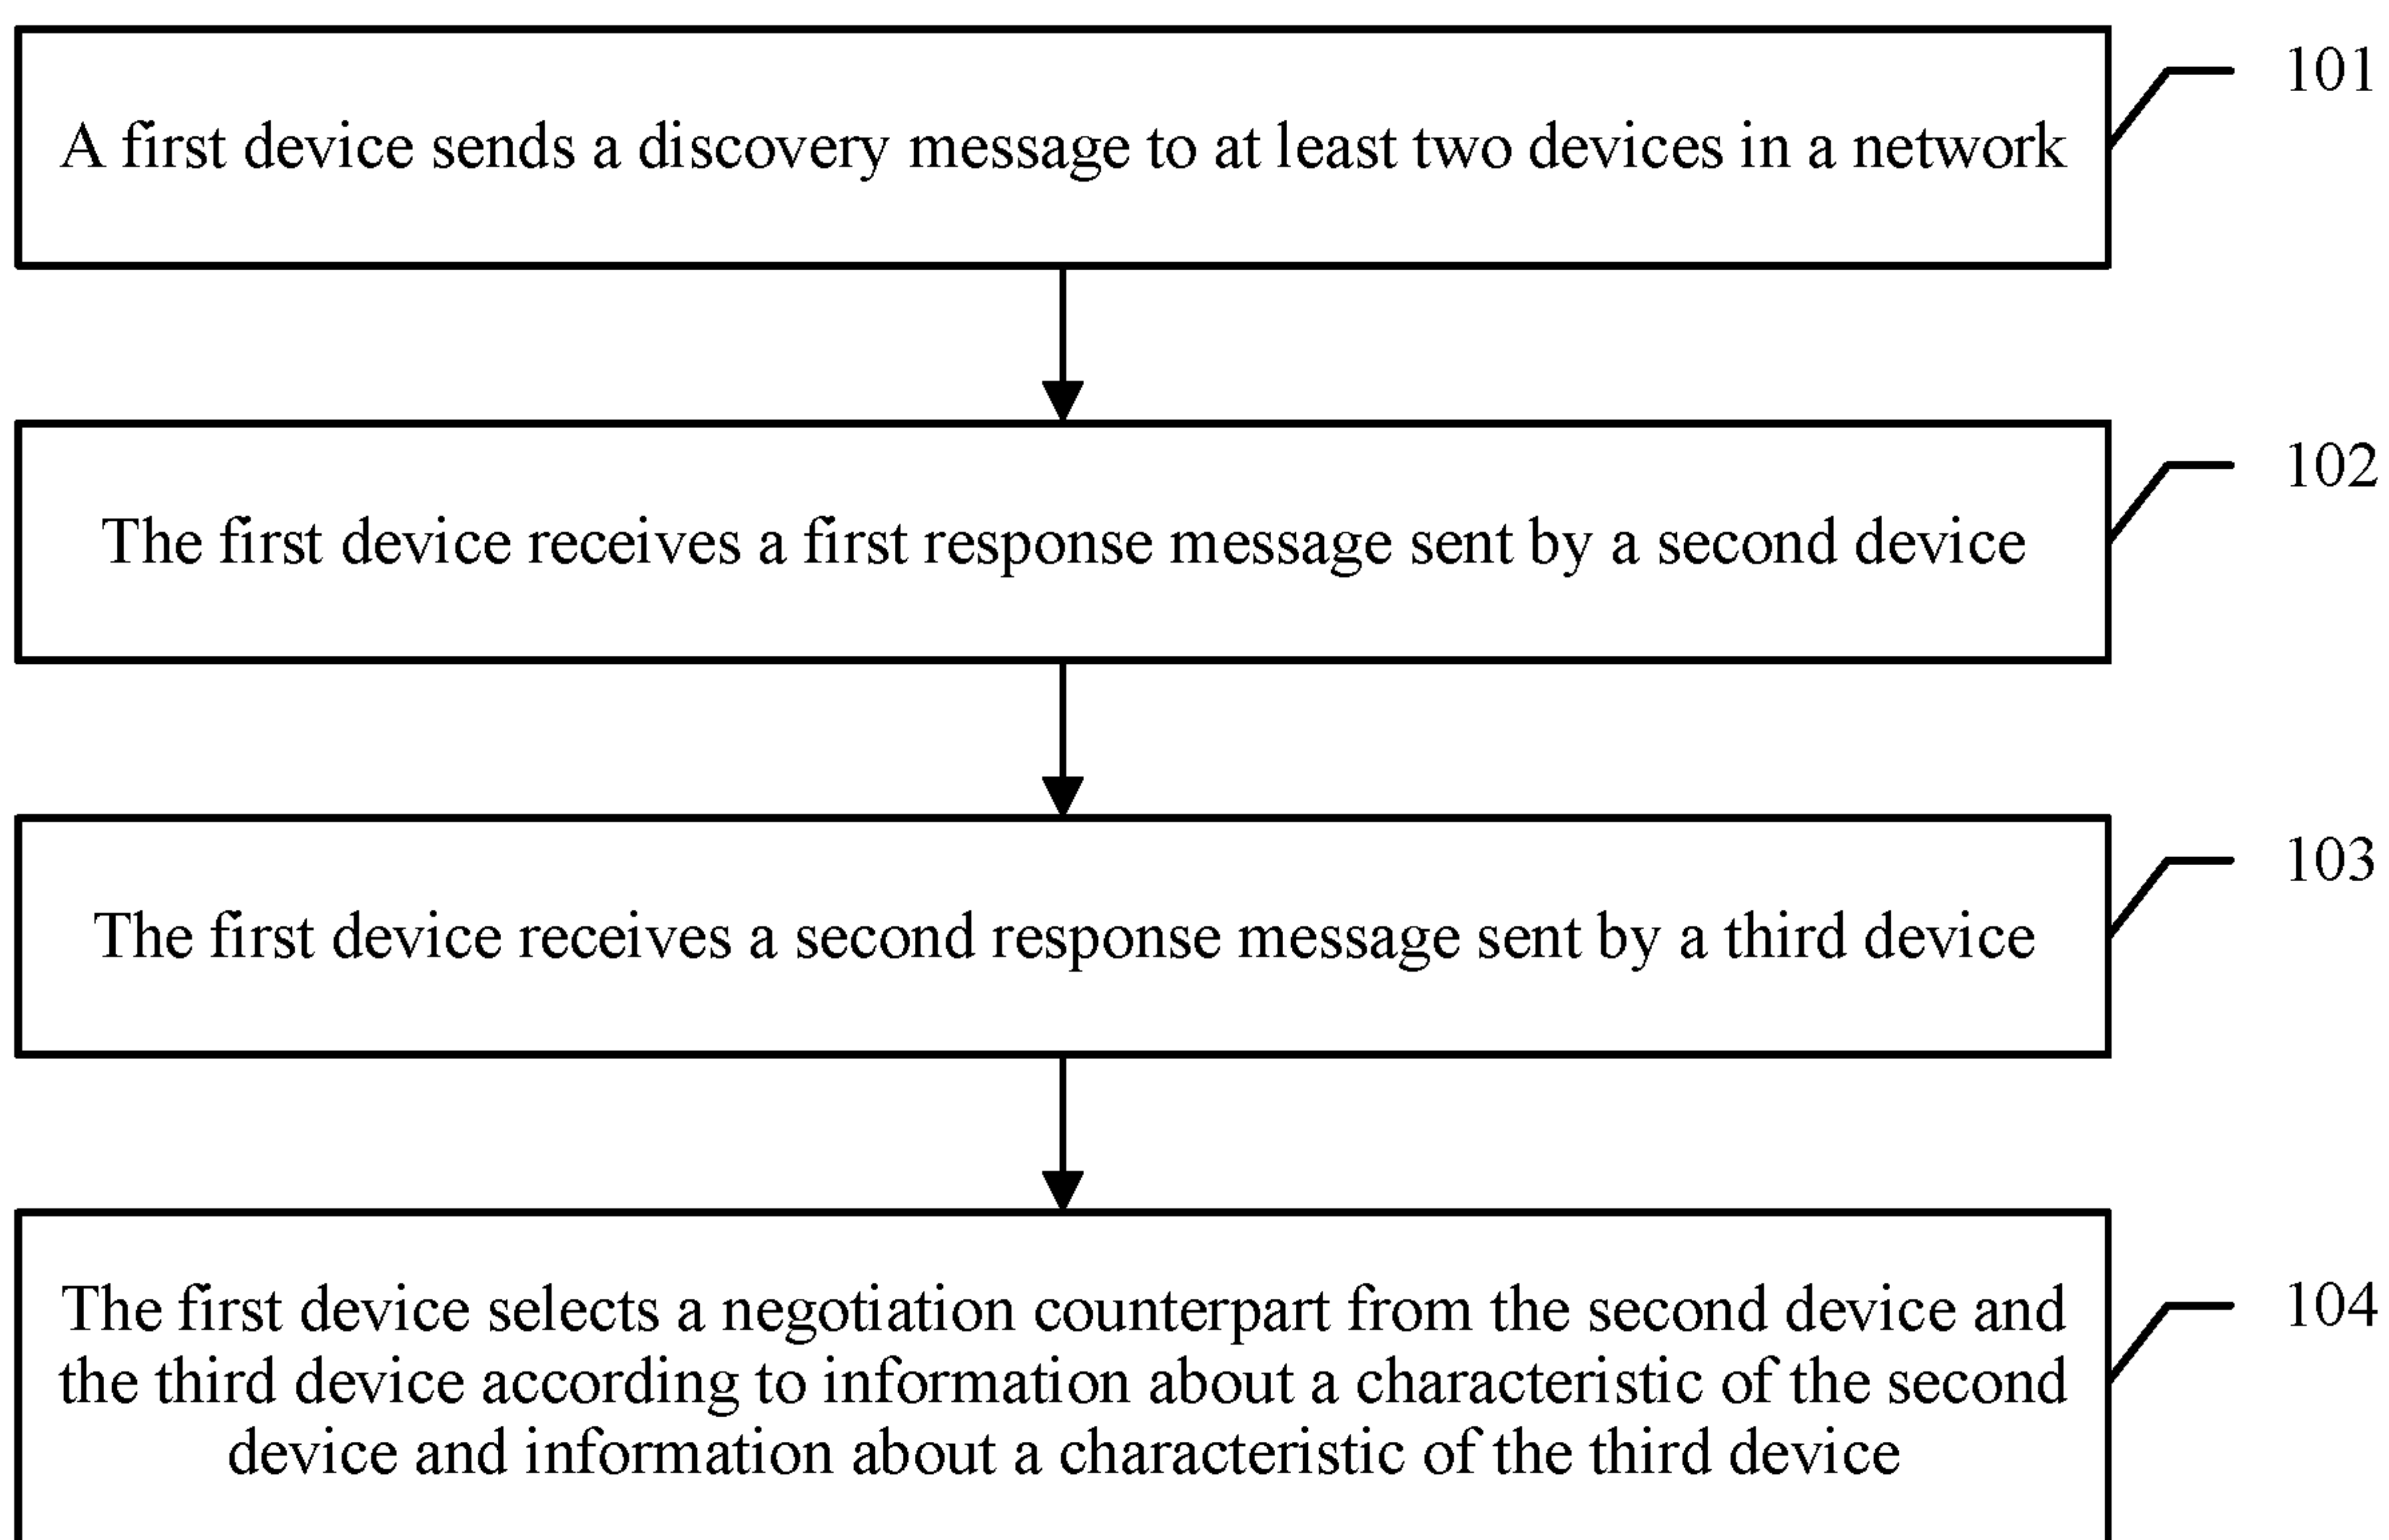 A first device sends a discovery message to at least two devices in a network
101
The first device receives a first response message sent by a second device
102
The first device receives a second response message sent by a third device
103
The first device selects a negotiation counterpart from the second device and
the third device according to information about a characteristic of the second
device and information about a characteristic of the third device
104